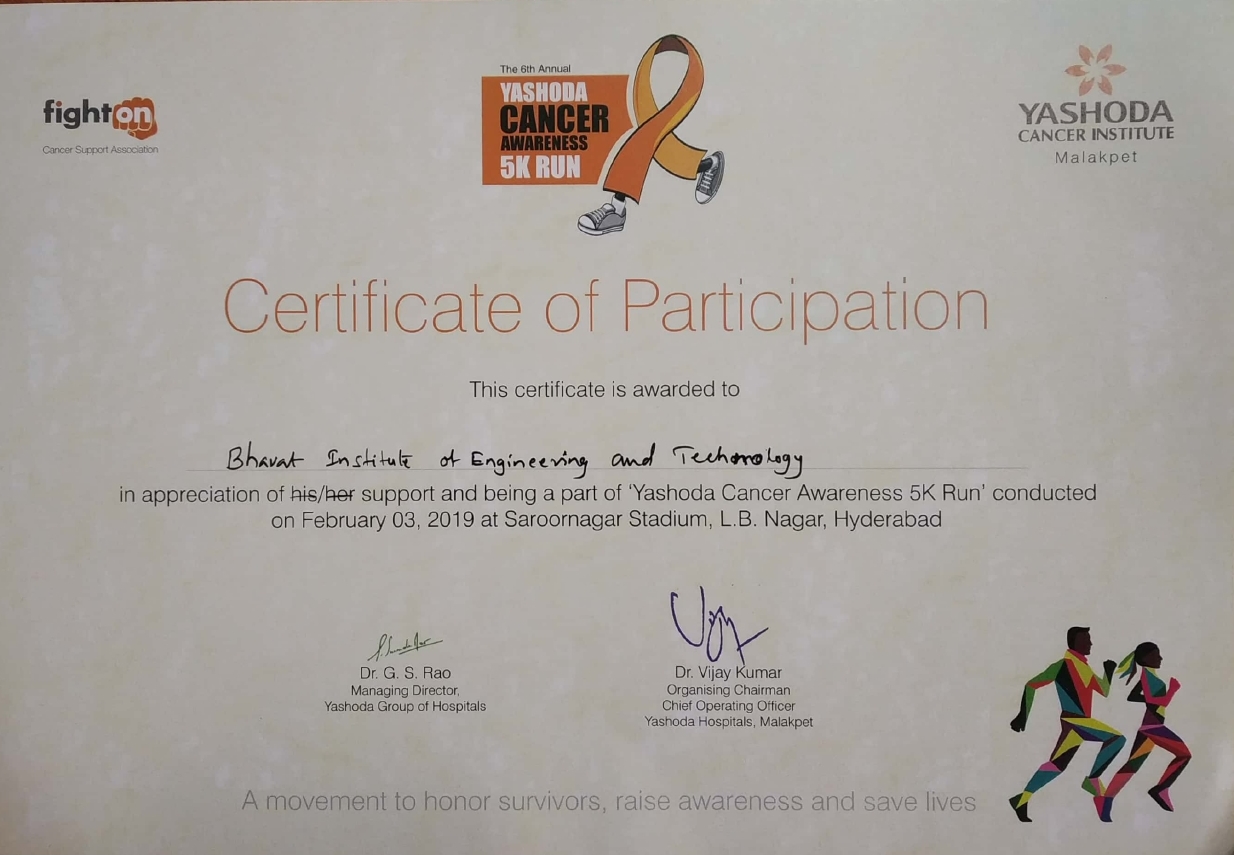 fighton
Cancer Support Association
The 6th Annual
YASHODA
CANCER
AWARENESS
5K RUN
YASHODA
CANCER INSTITUTE
Malakpet
Certificate of Participation
This certificate is awarded to
Bharat Institute of Engineering and Technology
in appreciation of his/her support and being a part of ‘Yashoda Cancer Awareness 5K Run’ conducted
on February 03, 2019 at Saroornagar Stadium, L.B. Nagar, Hyderabad
Dr. G. S. Rao
Managing Director,
Yashoda Group of Hospitals
Vijay
Dr. Vijay Kumar
Organising Chairman
Chief Operating Officer
Yashoda Hospitals, Malakpet
A movement to honor survivors, raise awareness and save lives